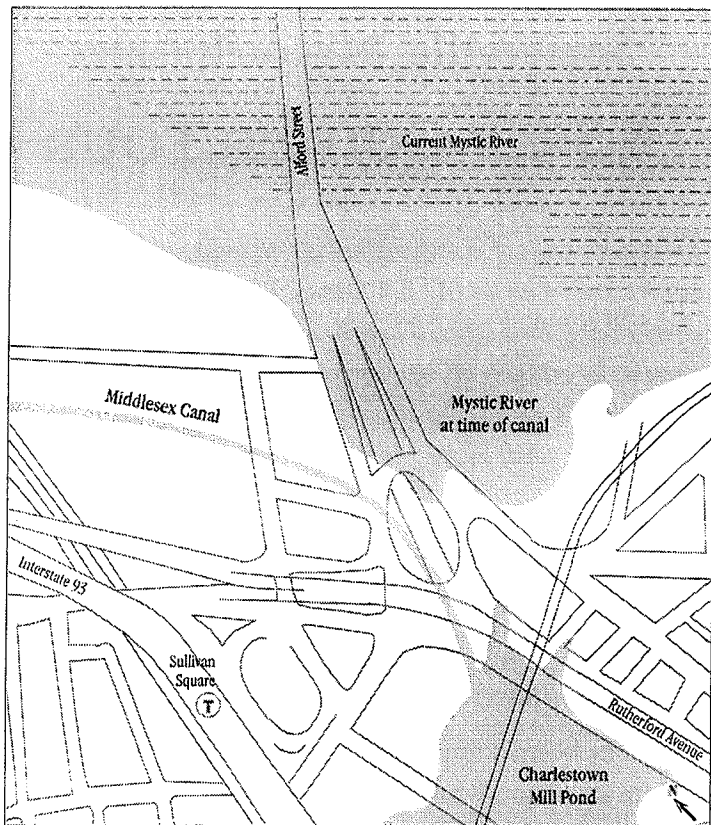 Alford Street
Current Mystic River
Middlesex Canal
Mystic River
at time of canal
Interstate 93
Sullivan
Square
T
Rutherford Avenue
Charlestown
Mill Pond
N